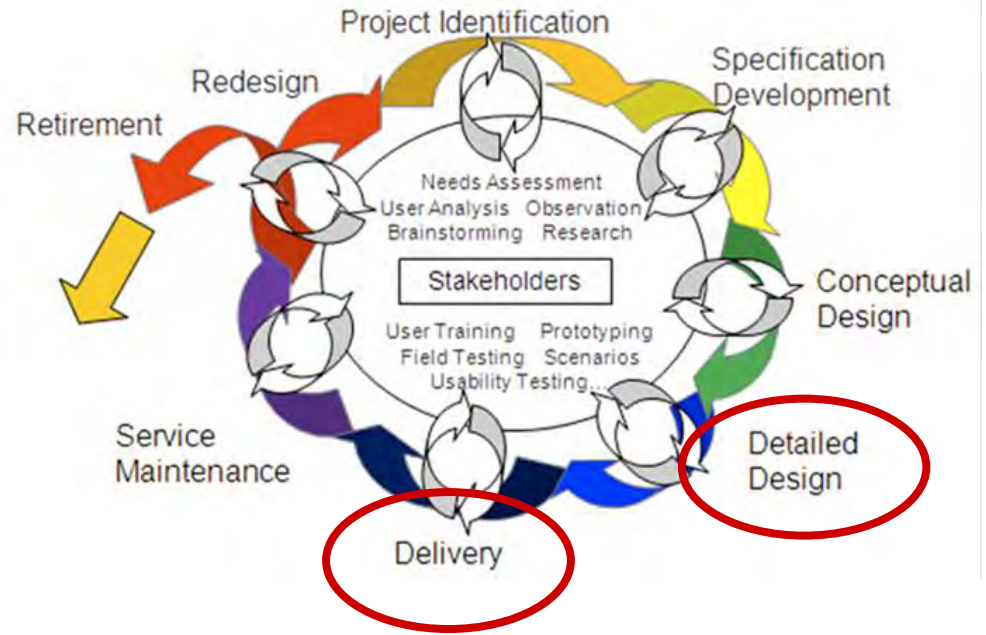 Project Identification
Redesign
Specification
Development
Retirement
Needs Assessment
User Analysis Observation
Brainstorming Research
Stakeholders
Conceptual
Design
User Training Prototyping
Field Testing Scenarios
Usability Testing...
Service
Maintenance
Detailed
Design
Delivery